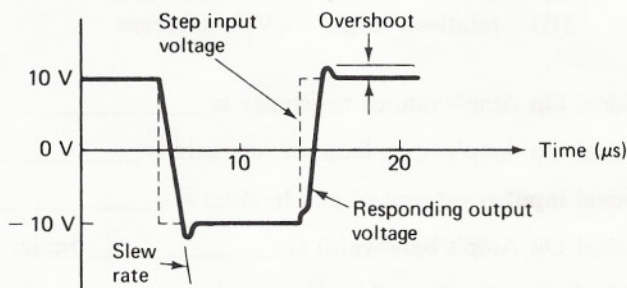 Step input
voltage
Overshoot
10 V
0 V
10
20
Time (μs)
− 10 V
Responding output
voltage
Slew
rate